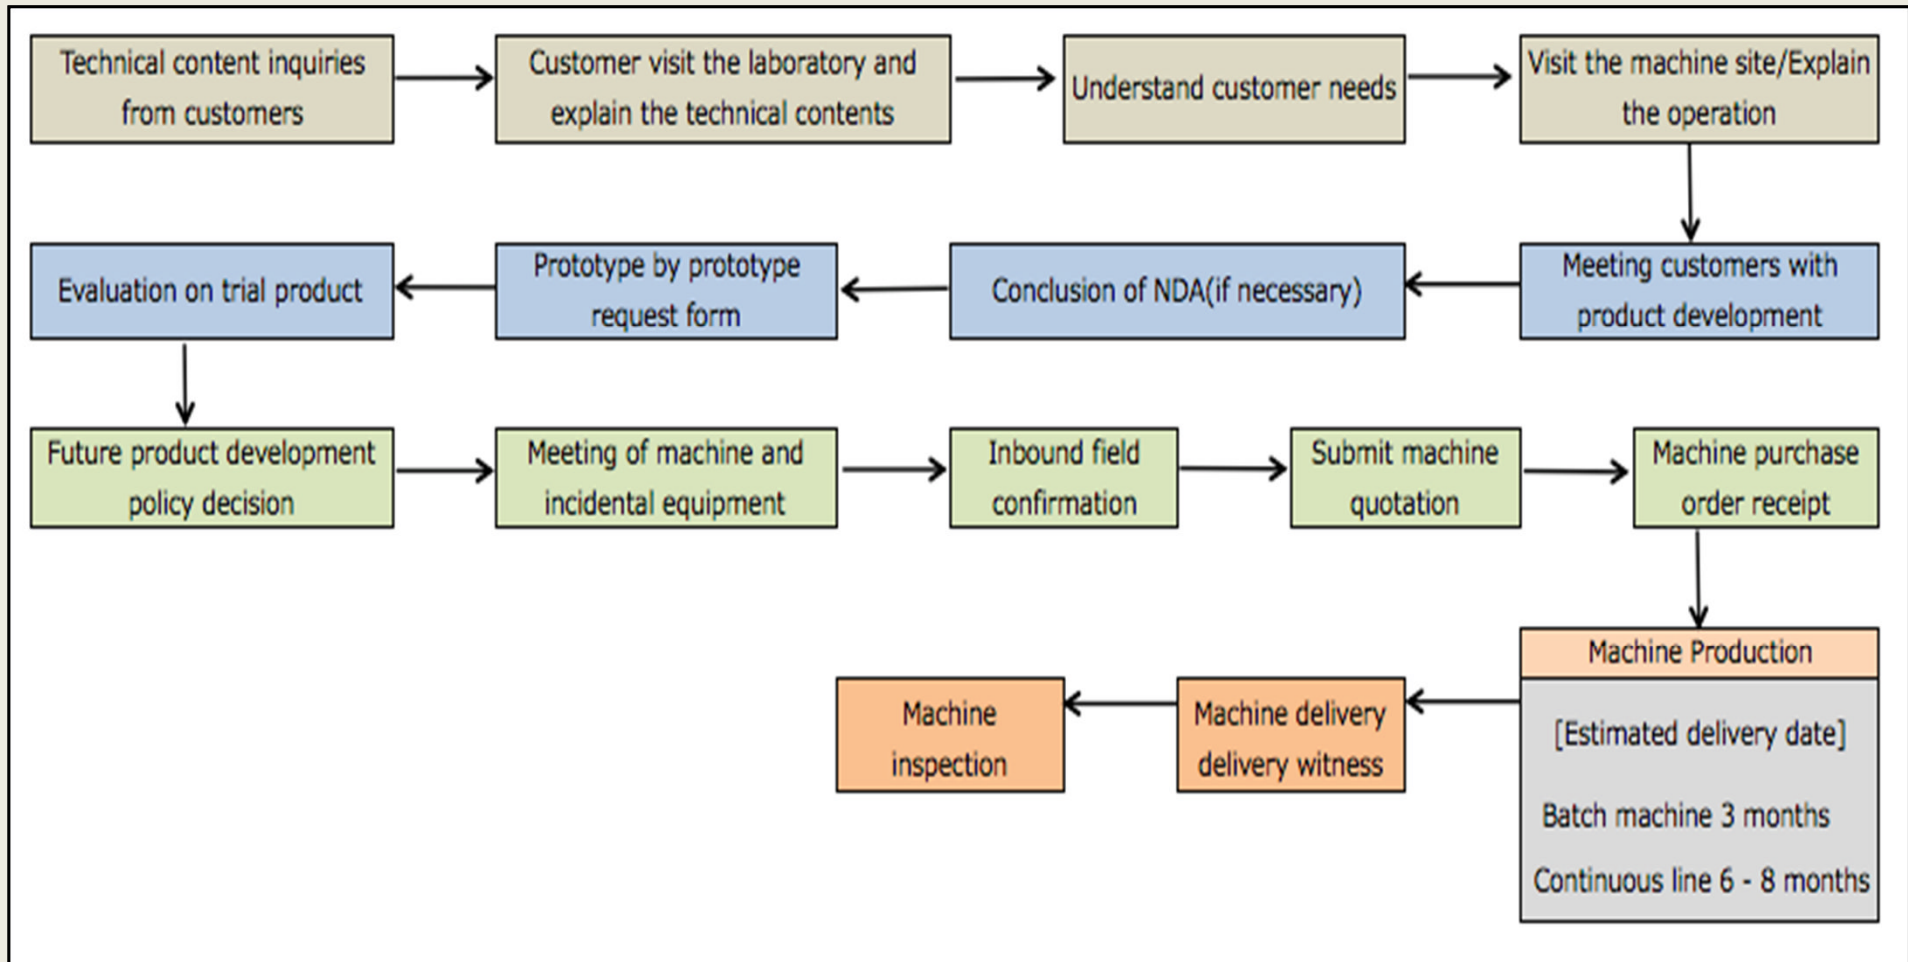 Technical content inquiries
from customers
Customer visit the laboratory and
explain the technical contents
Understand customer needs
Visit the machine site/Explain
the operation
Meeting customers with
product development
Conclusion of NDA(if necessary)
Prototype by prototype
request form
Evaluation on trial product
Future product development
policy decision
Meeting of machine and
incidental equipment
Inbound field
confirmation
Submit machine
quotation
Machine purchase
order receipt
Machine Production
[Estimated delivery date]
Batch machine 3 months
Continuous line 6 - 8 months
Machine delivery
delivery witness
Machine
inspection